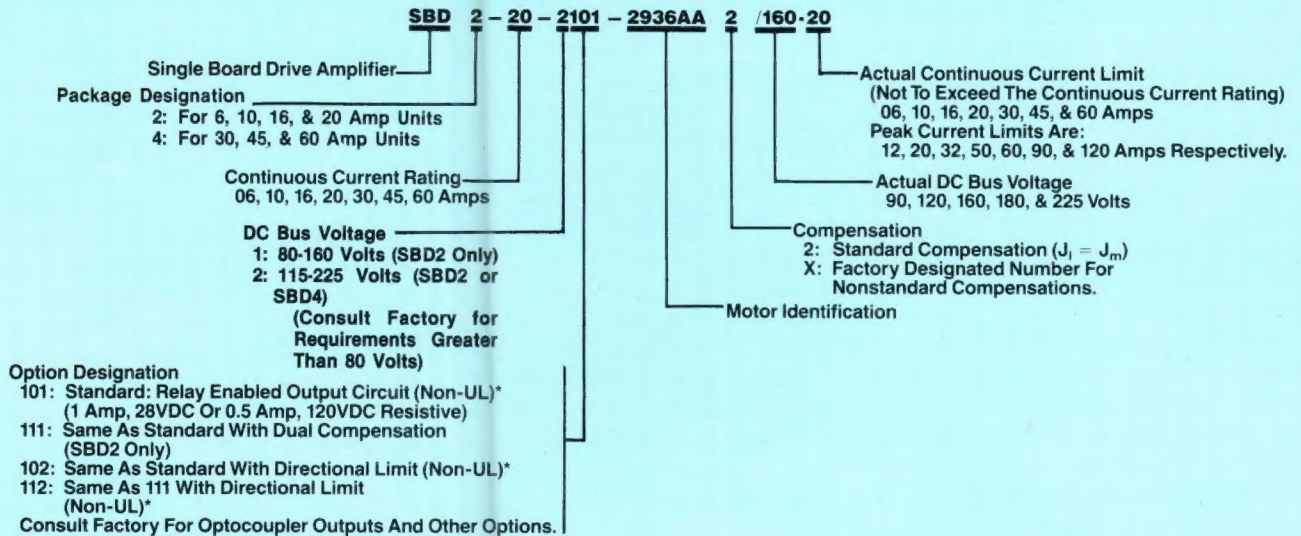 SBD 2 - 20 - 2101 - 2936AA 2 /160-20
Single Board Drive Amplifier
Package Designation
2: For 6, 10, 16, & 20 Amp Units
4: For 30, 45, & 60 Amp Units
Continuous Current Rating
06, 10, 16, 20, 30, 45, 60 Amps
DC Bus Voltage
1: 80-160 Volts (SBD2 Only)
2: 115-225 Volts (SBD2 or
SBD4)
(Consult Factory for
Requirements Greater
Than 80 Volts)
Option Designation
101: Standard: Relay Enabled Output Circuit (Non-UL)*
(1 Amp, 28VDC Or 0.5 Amp, 120VDC Resistive)
111: Same As Standard With Dual Compensation
(SBD2 Only)
102: Same As Standard With Directional Limit (Non-UL)*
112: Same As 111 With Directional Limit
(Non-UL)*
Consult Factory For Optocoupler Outputs And Other Options.
Actual Continuous Current Limit
(Not To Exceed The Continuous Current Rating)
06, 10, 16, 20, 30, 45, & 60 Amps
Peak Current Limits Are:
12, 20, 32, 50, 60, 90, & 120 Amps Respectively.
Actual DC Bus Voltage
90, 120, 160, 180, & 225 Volts
Compensation
2: Standard Compensation (Jl = Jm)
X: Factory Designated Number For
Nonstandard Compensations.
Motor Identification